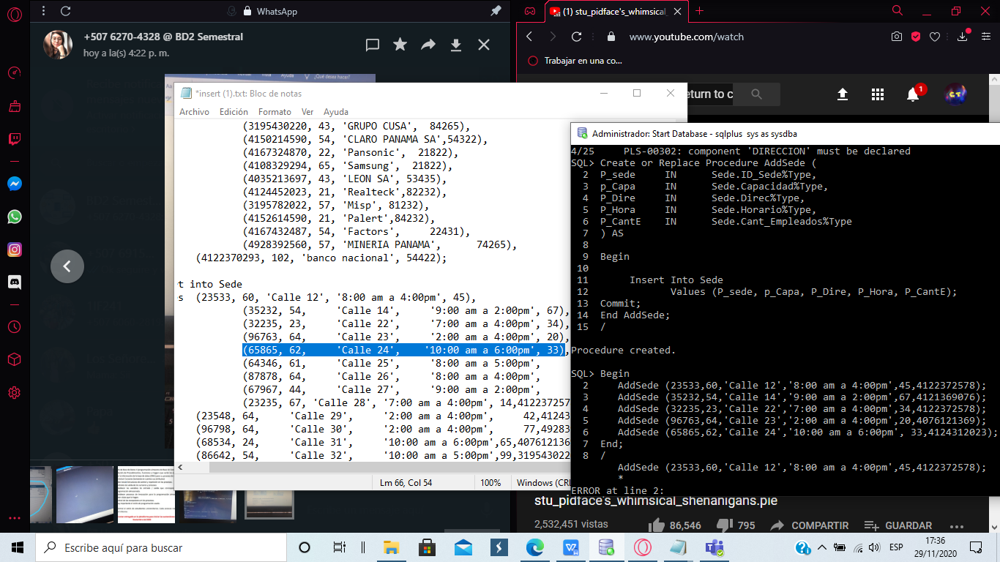 WhatsApp
+507 6270-4328 @ BD2 Semestral
hoy a la(s) 4:22 p. m.
Ayuda ¿Qué desea hacer?
(1) stu_pidface's_whimsical_
www.youtube.com/watch
Trabajar en una co...
eturn to c
1
*insert (1).txt: Bloc de notas
Archivo Edición Formato Ver Ayuda
(3195430220, 43, 'GRUPO CUSA', 84265),
(4150214590, 54, 'CLARO PANAMA SA',54322),
(4167324870, 22, 'Pansonic', 21822),
(4108329294, 65, 'Samsung', 21822),
(4035213697, 43, 'LEON SA', 53435),
(4124452023, 21, 'Realteck',82232),
(3195782022, 57, 'Misp', 81232),
(4152614590, 21, 'Palert',84232),
(4167432487, 54, 'Factors', 22431),
(4928392560, 57, 'MINERIA PANAMA', 74265),
(4122370293, 102, 'banco nacional', 54422);
t into Sede
s (23533, 60, 'Calle 12', '8:00 am a 4:00pm', 45),
(35232, 54, 'Calle 14', '9:00 am a 2:00pm', 67),
(32235, 23, 'Calle 22', '7:00 am a 4:00pm', 34),
(96763, 64, 'Calle 23', '2:00 am a 4:00pm', 20),
(65865, 62, 'Calle 24', '10:00 am a 6:00pm', 33),
(64346, 61, 'Calle 25', '8:00 am a 5:00pm',
(87878, 64, 'Calle 26', '8:00 am a 4:00pm',
(67967, 44, 'Calle 27', '9:00 am a 2:00pm',
(23235, 67, 'Calle 28', '7:00 am a 4:00pm', 14,412237257
(23548, 64, 'Calle 29', '2:00 am a 4:00pm', 42,41243
(96798, 64, 'Calle 30', '2:00 am a 4:00pm', 77,49283
(68534, 24, 'Calle 31', '10:00 am a 6:00pm',65,407612136
(86642, 54, 'Calle 32', '10:00 am a 5:00pm',99,319543022
Lm 66, Col 54 100% Windows (CRL
Administrador: Start Database - sqlplus sys as sysdba
4/25 PLS-00302: component 'DIRECCION' must be declared
SQL> Create or Replace Procedure AddSede (
2 P_sede IN Sede.ID_Sede%Type,
3 p_Capa IN Sede.Capacidad%Type,
4 P_Dire IN Sede.Direc%Type,
5 P_Hora IN Sede.Horario%Type,
6 P_CantE IN Sede.Cant_Empleados%Type
7 ) AS
8
9 Begin
10
11 Insert Into Sede
12 Values (P_sede, p_Capa, P_Dire, P_Hora, P_CantE);
13 Commit;
14 End AddSede;
15 /
Procedure created.
SQL> Begin
2 AddSede (23533,60,'Calle 12','8:00 am a 4:00pm',45,4122372578);
3 AddSede (35232,54,'Calle 14','9:00 am a 2:00pm',67,4121369076);
4 AddSede (32235,23,'Calle 22','7:00 am a 4:00pm',34,4122372578);
5 AddSede (96763,64,'Calle 23','2:00 am a 4:00pm',20,4076121369);
6 AddSede (65865,62,'Calle 24','10:00 am a 6:00pm', 33,4124312023);
7 End;
8 /
AddSede (23533,60,'Calle 12','8:00 am a 4:00pm',45,4122372578);
*
ERROR at line 2:
stu_pidface's_whimsical_shenanigans.pie
2,532,451 vistas 86,546 795 COMPARTIR GUARDAR
Escribe aquí para buscar
ESP
17:36
29/11/2020